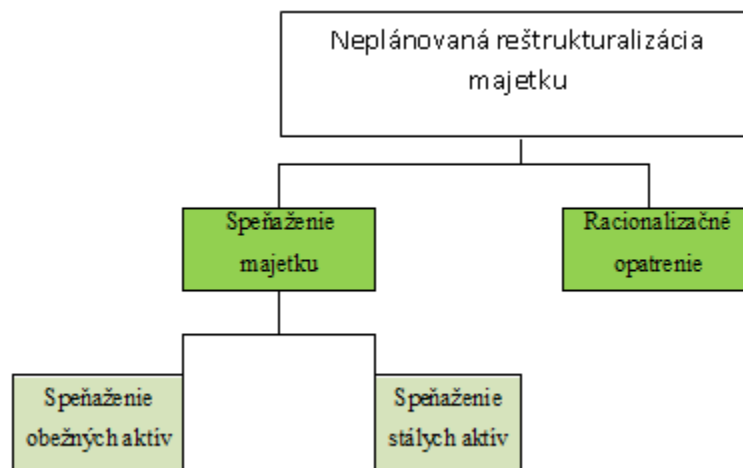 Neplánovaná reštrukturalizácia
majetku
Speňaženie
majetku
Racionalizačné
opatrenie
Speňaženie
obežných aktív
Speňaženie
stálych aktív